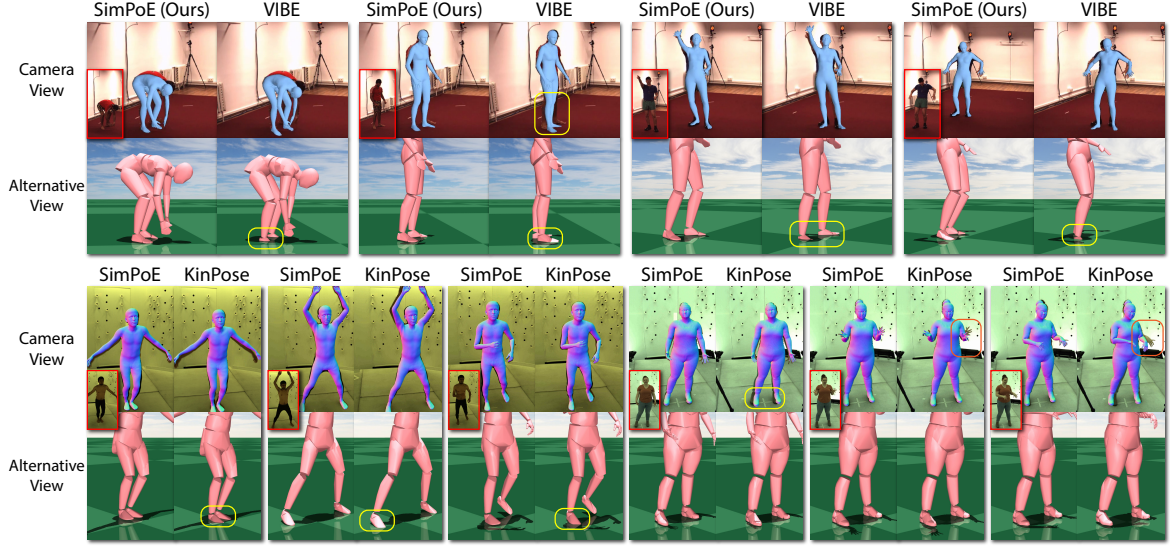 SimPoE (Ours) VIBE SimPoE (Ours) VIBE SimPoE (Ours) VIBE SimPoE (Ours) VIBE
Camera
View
Alternative
View
SimPoE KinPose SimPoE KinPose SimPoE KinPose SimPoE KinPose SimPoE KinPose SimPoE KinPose
Camera
View
Alternative
View